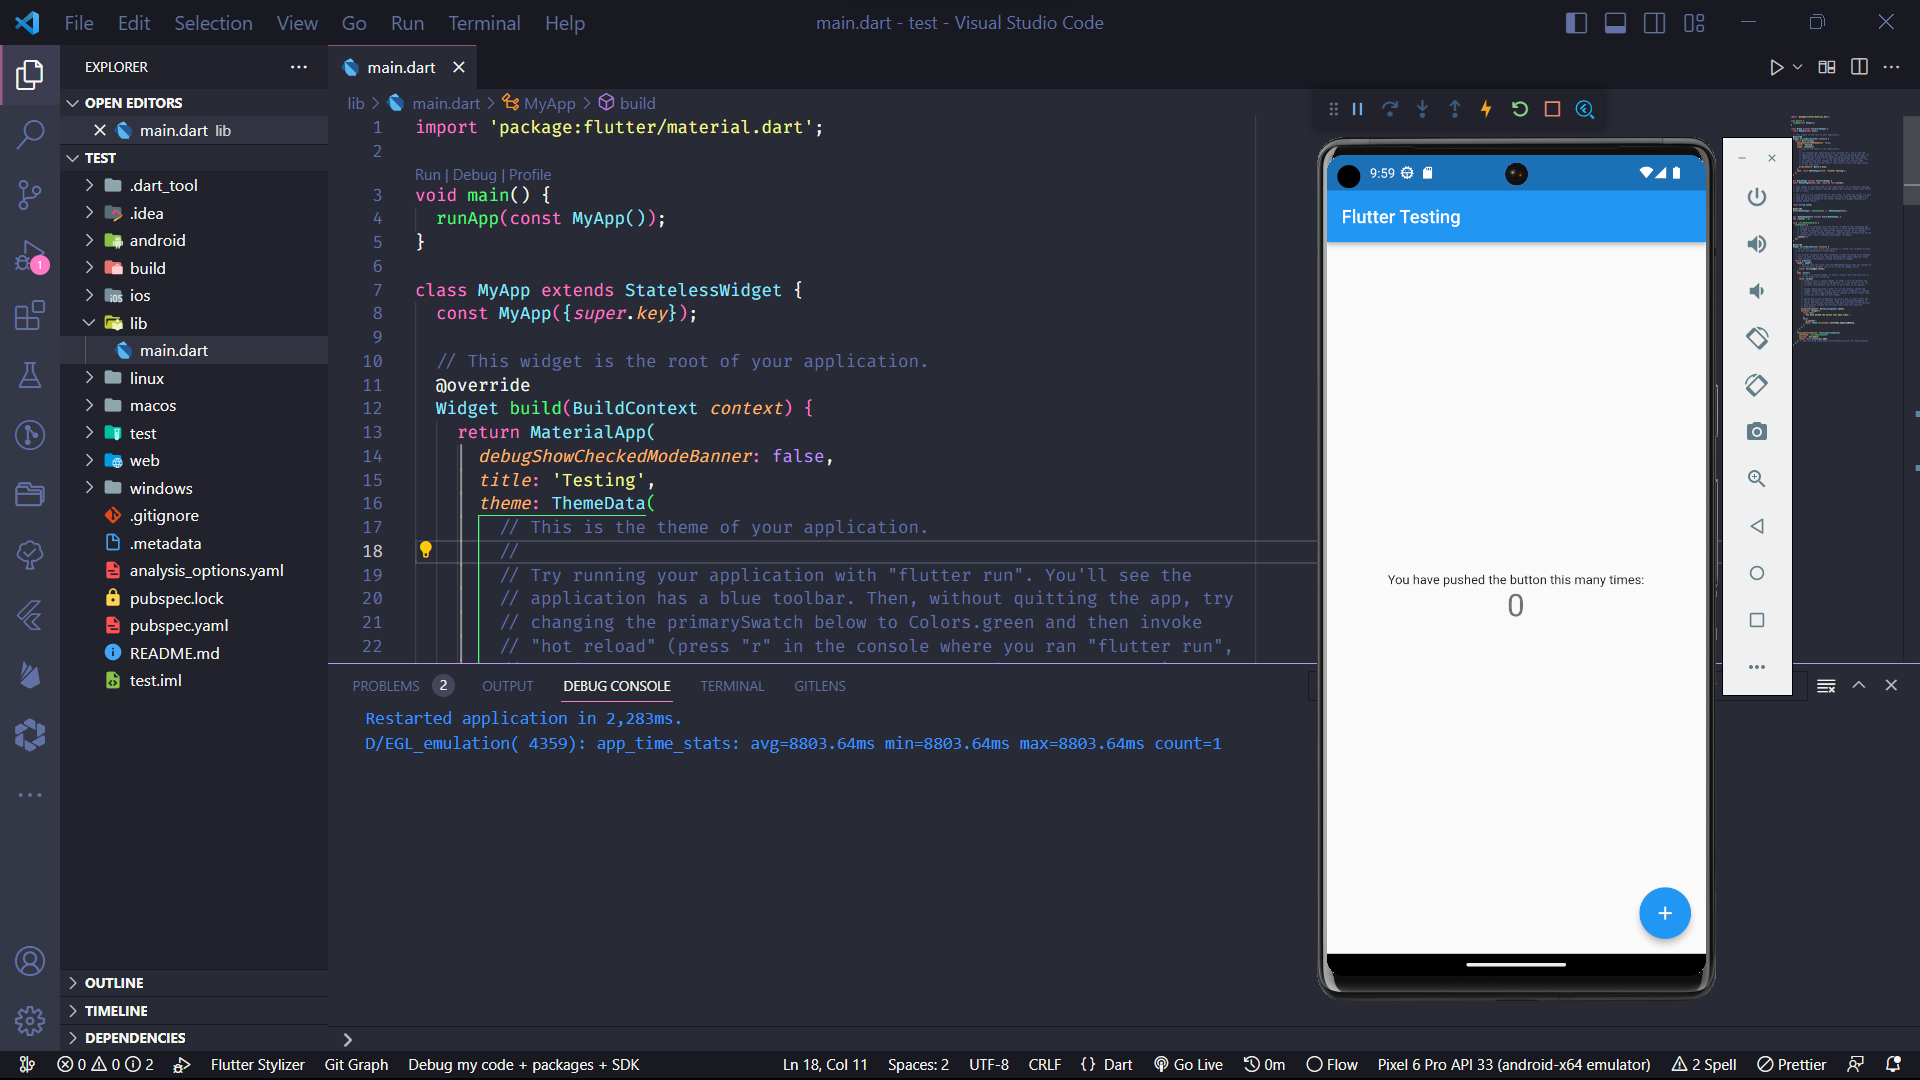 File Edit Selection View Go Run Terminal Help
main.dart - test - Visual Studio Code
EXPLORER
OPEN EDITORS
main.dart lib
TEST
.dart_tool
.idea
android
build
ios
lib
main.dart
linux
macos
test
web
windows
.gitignore
.metadata
analysis_options.yaml
pubspec.lock
pubspec.yaml
README.md
test.iml
OUTLINE
TIMELINE
DEPENDENCIES
1
main.dart
lib > main.dart > MyApp > build
1 import 'package:flutter/material.dart';
2
Run | Debug | Profile
3 void main() {
4 runApp(const MyApp());
5 }
6
7 class MyApp extends StatelessWidget {
8 const MyApp({super.key});
9
10 // This widget is the root of your application.
11 @override
12 Widget build(BuildContext context) {
13 return MaterialApp(
14 debugShowCheckedModeBanner: false,
15 title: 'Testing',
16 theme: ThemeData(
17 // This is the theme of your application.
18 //
19 // Try running your application with "flutter run". You'll see the
20 // application has a blue toolbar. Then, without quitting the app, try
21 // changing the primarySwatch below to Colors.green and then invoke
22 // "hot reload" (press "r" in the console where you ran "flutter run",
PROBLEMS 2 OUTPUT DEBUG CONSOLE TERMINAL GITLENS
Restarted application in 2,283ms.
D/EGL_emulation( 4359): app_time_stats: avg=8803.64ms min=8803.64ms max=8803.64ms count=1
9:59
Flutter Testing
You have pushed the button this many times:
0
+
0 0 2 Flutter Stylizer Git Graph Debug my code + packages + SDK Ln 18, Col 11 Spaces: 2 UTF-8 CRLF {} Dart Go Live 0m Flow Pixel 6 Pro API 33 (android-x64 emulator) 2 Spell Prettier